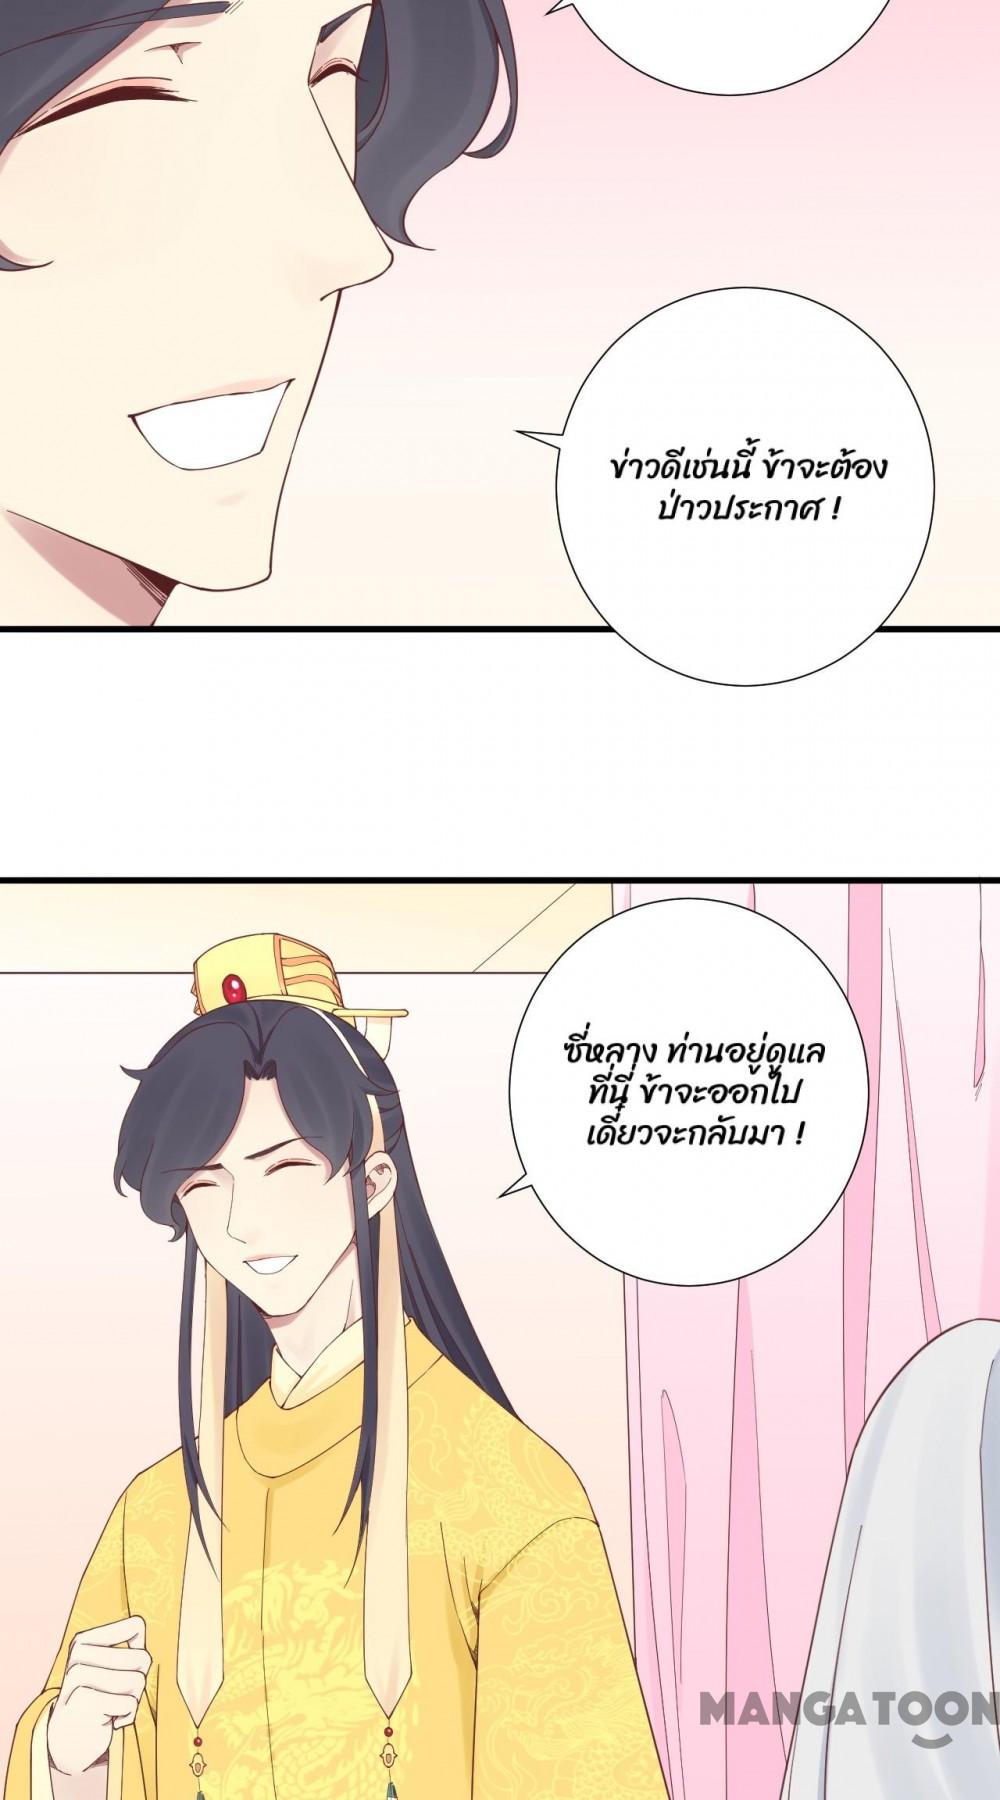 ข่าวดีเช่นนี้ ข้าจะต้อง
ป่าวประกาศ !
ซี่หลาง ท่านอยู่ดูแล
ที่นี่ ข้าจะออกไป
เดี๋ยวจะกลับมา !
MANGATOON